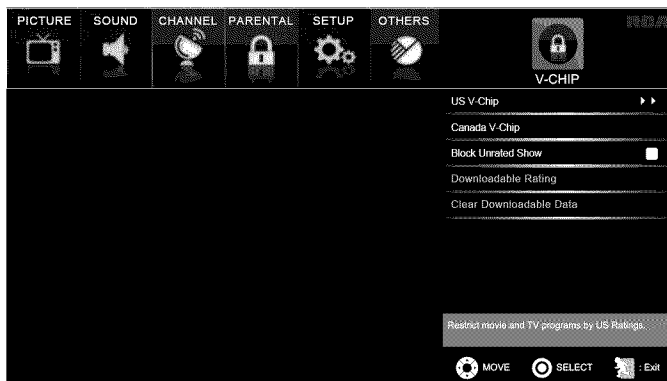 PICTURE SOUND CHANNEL PARENTAL SETUP OTHERS
RCA
V-CHIP
US V-Chip
Canada V-Chip
Block Unrated Show
Downloadable Rating
Clear Downloadable Data
Restrict movie and TV programs by US Ratings.
MOVE SELECT : Exit